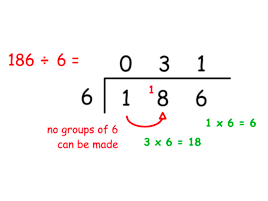 186 ÷ 6 =
0 3 1
6 1 ¹8 6
1 x 6 = 6
no groups of 6
can be made
3 x 6 = 18